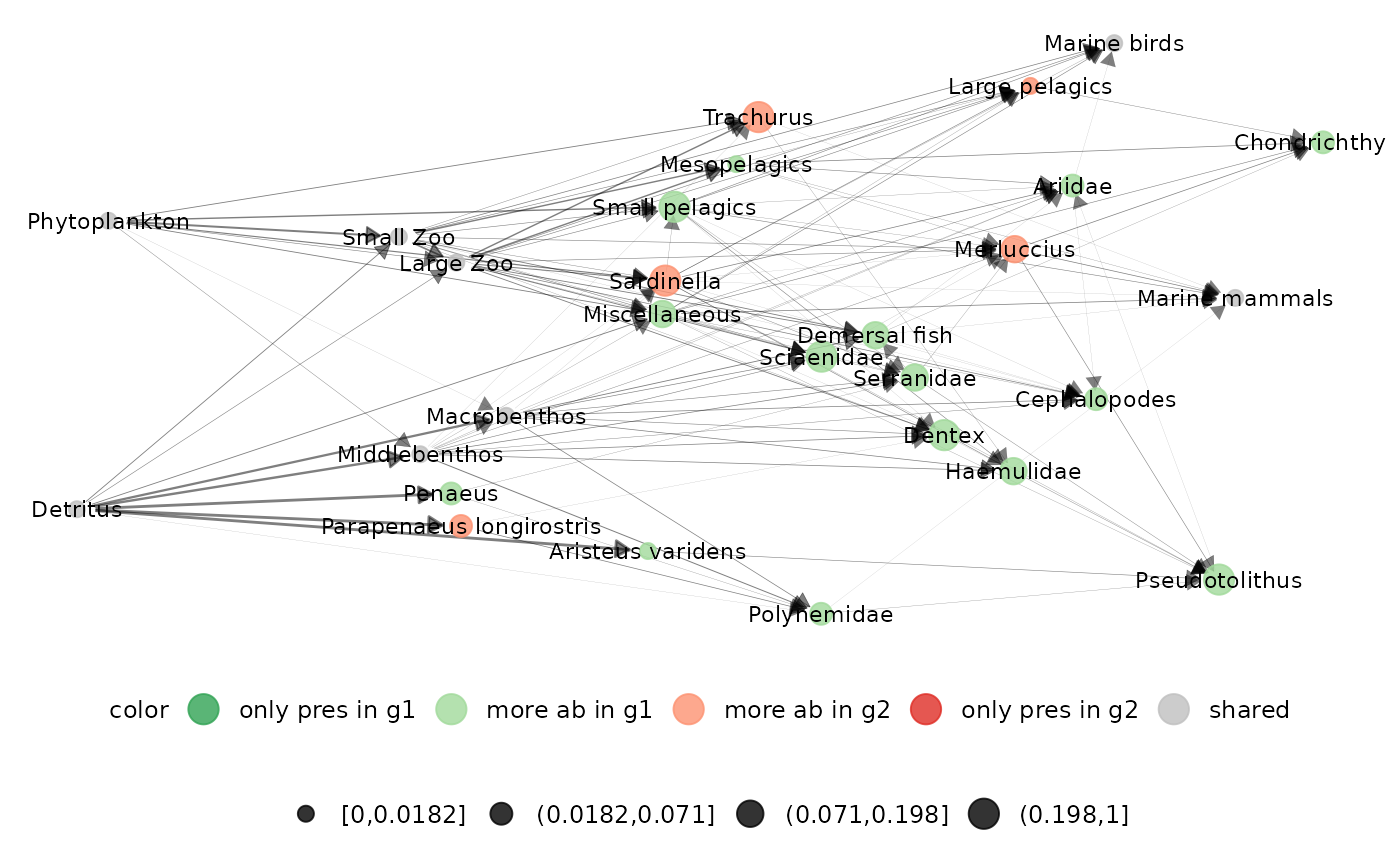 Marine birds
Large pelagics
Trachurus
Chondrichthy
Mesopelagics
Ariidae
Small pelagics
Phytoplankton
Small Zoo
Merluccius
Large Zoo
Sardinella
Marine mammals
Miscellaneous
Demersal fish
Sciaenidae
Serranidae
Cephalopodes
Macrobenthos
Dentex
Middlebenthos
Haemulidae
Penaeus
Detritus
Parapenaeus longirostris
Aristeus varidens
Pseudotolithus
Polynemidae
color only pres in g1 more ab in g1 more ab in g2 only pres in g2 shared
[0,0.0182] (0.0182,0.071] (0.071,0.198] (0.198,1]